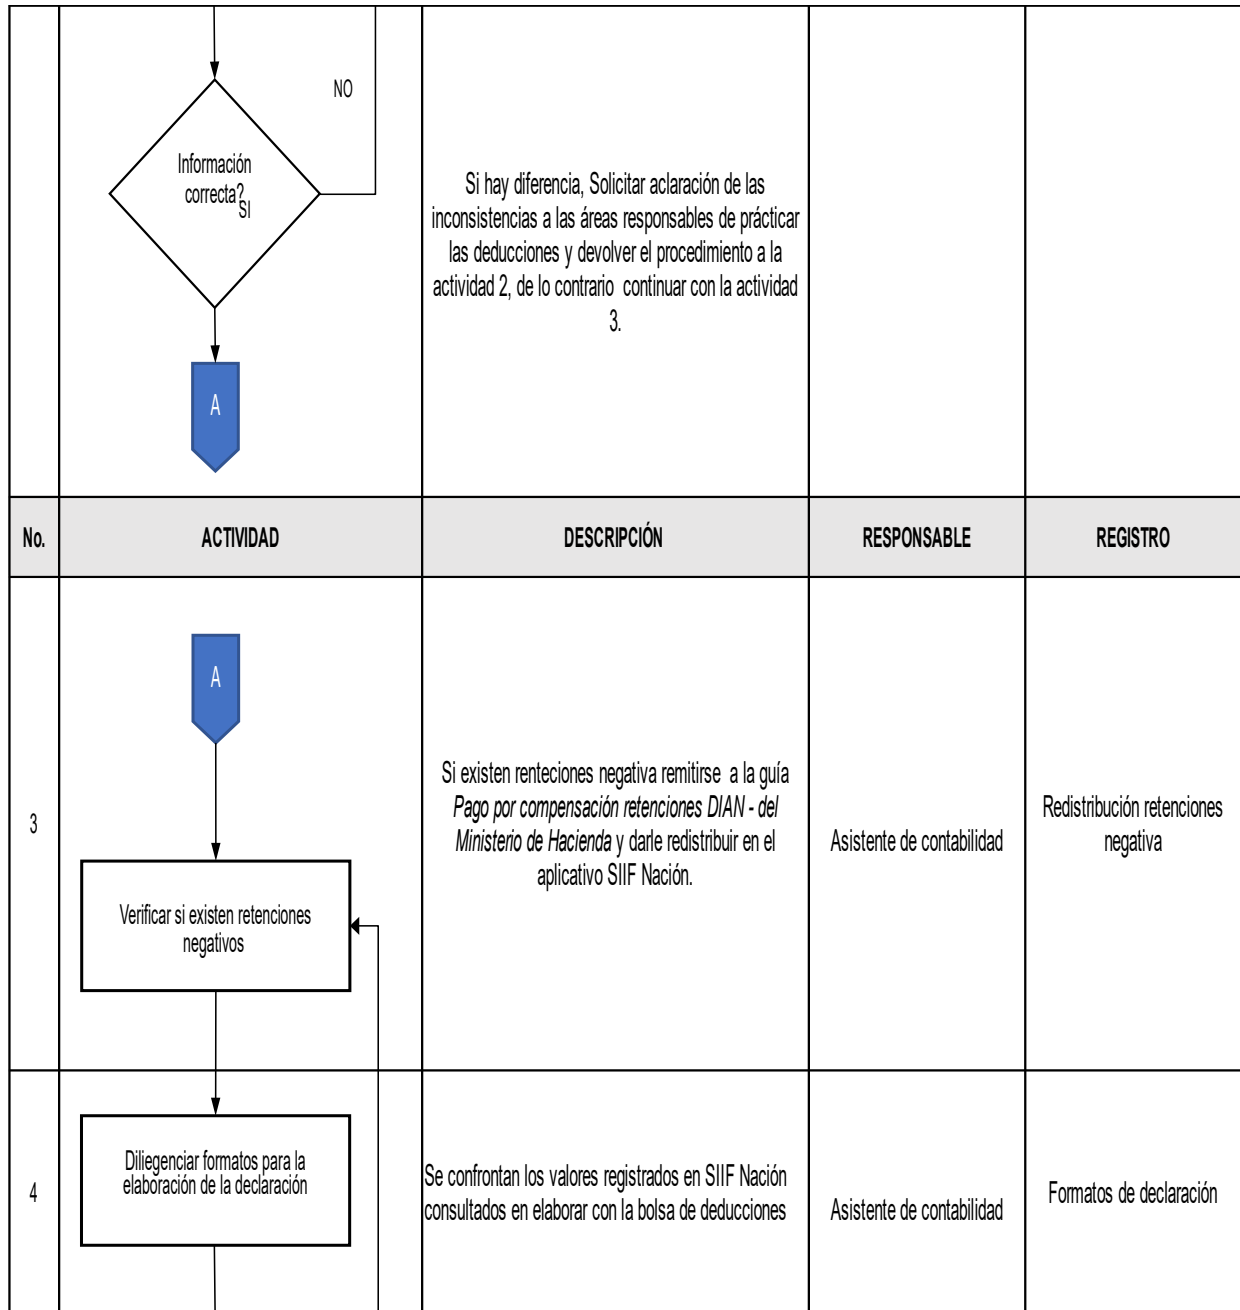 NO
Información
correcta?
SI
Si hay diferencia, Solicitar aclaración de las
inconsistencias a las áreas responsables de prácticar
las deducciones y devolver el procedimiento a la
actividad 2, de lo contrario continuar con la actividad
3.
A
No. ACTIVIDAD DESCRIPCIÓN RESPONSABLE REGISTRO
A
3
Verificar si existen retenciones
negativos
Si existen renteciones negativa remitirse a la guía
Pago por compensación retenciones DIAN - del
Ministerio de Hacienda y darle redistribuir en el
aplicativo SIIF Nación.
Asistente de contabilidad
Redistribución retenciones
negativa
4
Diliegenciar formatos para la
elaboración de la declaración
Se confrontan los valores registrados en SIIF Nación
consultados en elaborar con la bolsa de deducciones
Asistente de contabilidad
Formatos de declaración